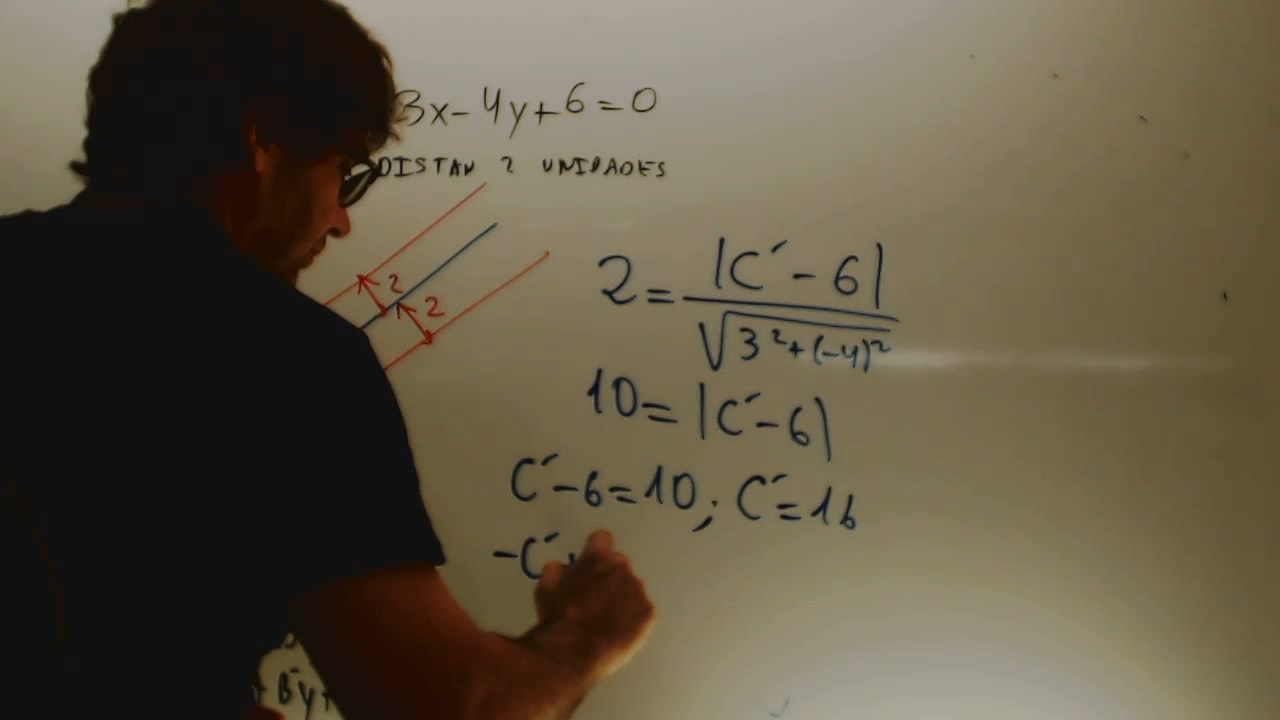 3x-4y+6=0
DISTAN 2 UNIDADES
2 2
2=|C´-6|/√3²+(-4)²
10=|C´-6|
C´-6=10; C´=16
-C´+
+B´y+